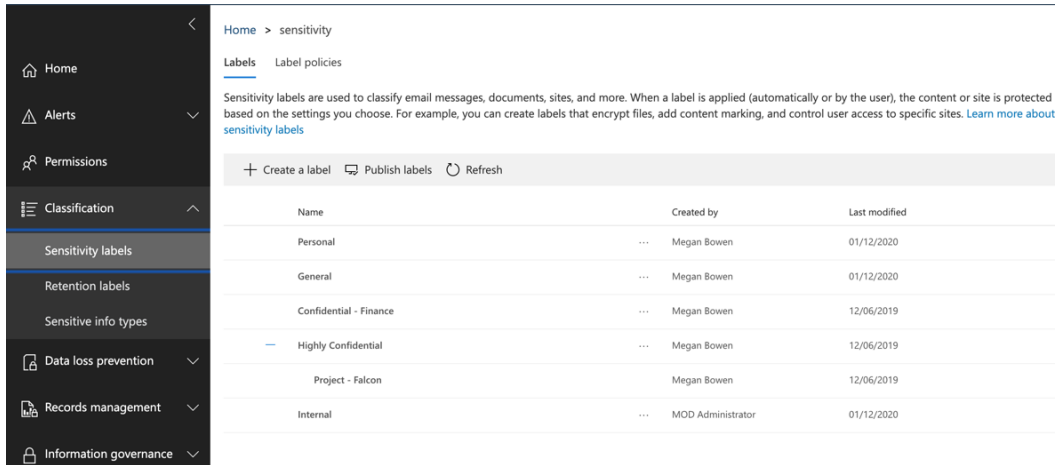 Home
Alerts
Permissions
Classification
Sensitivity labels
Retention labels
Sensitive info types
Data loss prevention
Records management
Information governance
Home > sensitivity
Labels Label policies
Sensitivity labels are used to classify email messages, documents, sites, and more. When a label is applied (automatically or by the user), the content or site is protected
based on the settings you choose. For example, you can create labels that encrypt files, add content marking, and control user access to specific sites. Learn more about
sensitivity labels
Create a label Publish labels Refresh
Name Created by Last modified
Personal ... Megan Bowen 01/12/2020
General ... Megan Bowen 01/12/2020
Confidential - Finance ... Megan Bowen 12/06/2019
Highly Confidential ... Megan Bowen 12/06/2019
Project - Falcon Megan Bowen 12/06/2019
Internal ... MOD Administrator 01/12/2020